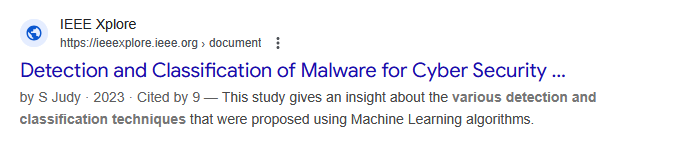 IEEE Xplore
https://ieeexplore.ieee.org › document
Detection and Classification of Malware for Cyber Security ...
by S Judy · 2023 · Cited by 9 — This study gives an insight about the various detection and
classification techniques that were proposed using Machine Learning algorithms.